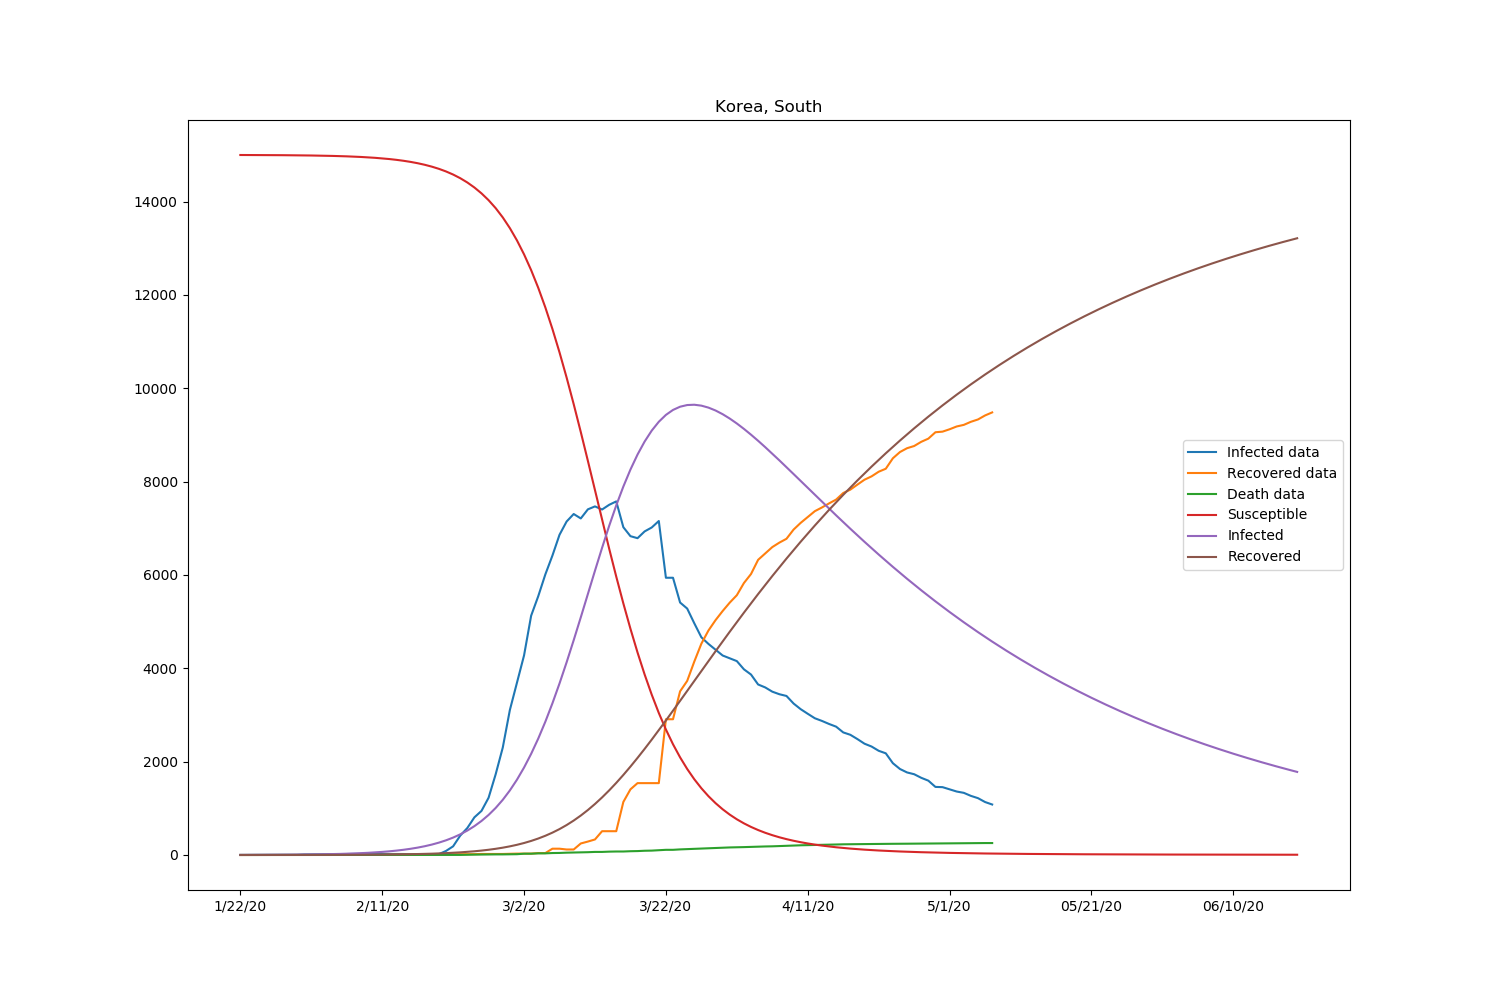 Korea, South
14000
12000
10000
8000
6000
4000
2000
0
Infected data
Recovered data
Death data
Susceptible
Infected
Recovered
1/22/20 2/11/20 3/2/20 3/22/20 4/11/20 5/1/20 05/21/20 06/10/20